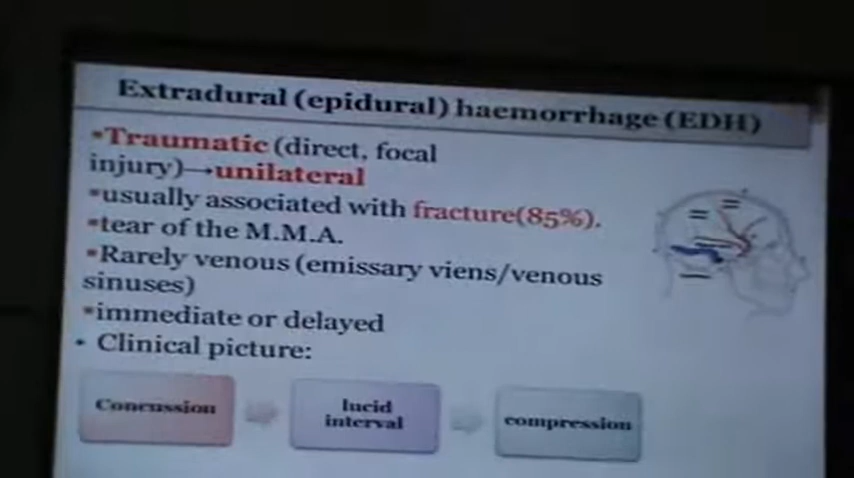 Extradural (epidural) haemorrhage (EDH)
▪Traumatic (direct, focal
injury)→unilateral
▪usually associated with fracture(85%).
▪tear of the M.M.A.
▪Rarely venous (emissary viens/venous
sinuses)
▪immediate or delayed
• Clinical picture:
Concussion
lucid
interval
compression